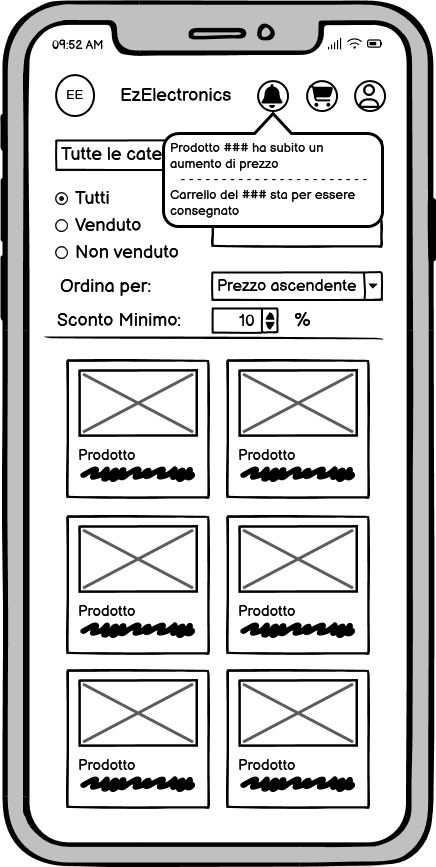 09:52 AM
EE
EzElectronics
Prodotto ### ha subito un
aumento di prezzo
Carrello del ### sta per essere
consegnato
Tutte le cate
Tutti
Venduto
Non venduto
Ordina per:
Prezzo ascendente
Sconto Minimo:
10
%
Prodotto
Prodotto
Prodotto
Prodotto
Prodotto
Prodotto